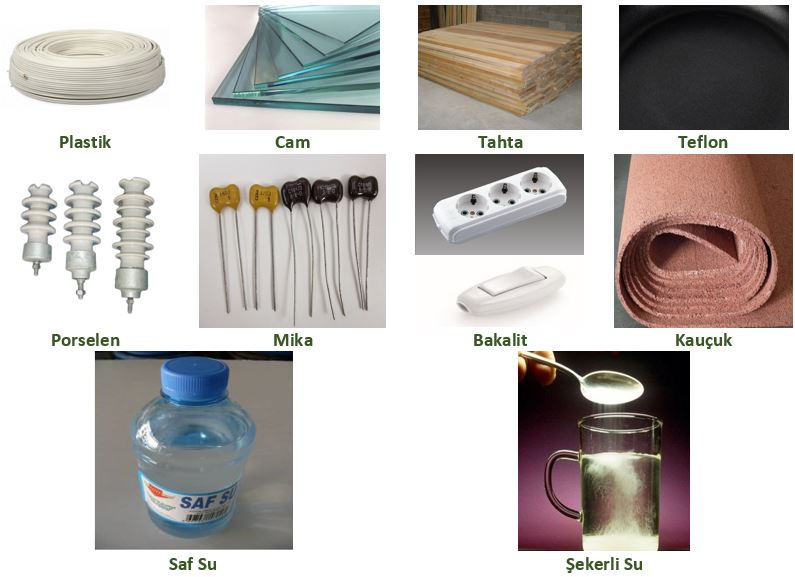 Plastik
Cam
Tahta
Teflon
Porselen
Mika
Bakalit
Kauçuk
SAF SU
Saf Su
Şekerli Su